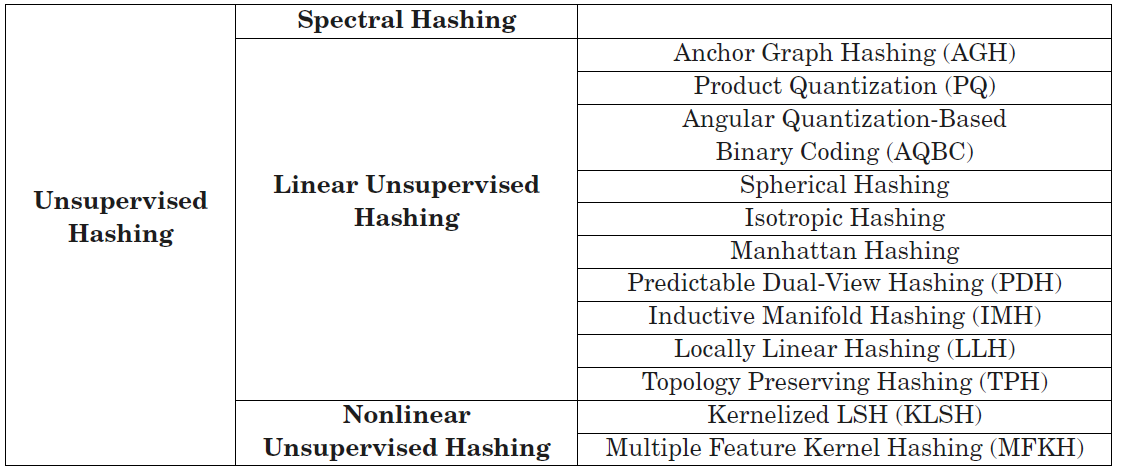 Unsupervised
Hashing
Spectral Hashing
Linear Unsupervised
Hashing
Anchor Graph Hashing (AGH)
Product Quantization (PQ)
Angular Quantization-Based
Binary Coding (AQBC)
Spherical Hashing
Isotropic Hashing
Manhattan Hashing
Predictable Dual-View Hashing (PDH)
Inductive Manifold Hashing (IMH)
Locally Linear Hashing (LLH)
Topology Preserving Hashing (TPH)
Nonlinear
Unsupervised Hashing
Kernelized LSH (KLSH)
Multiple Feature Kernel Hashing (MFKH)